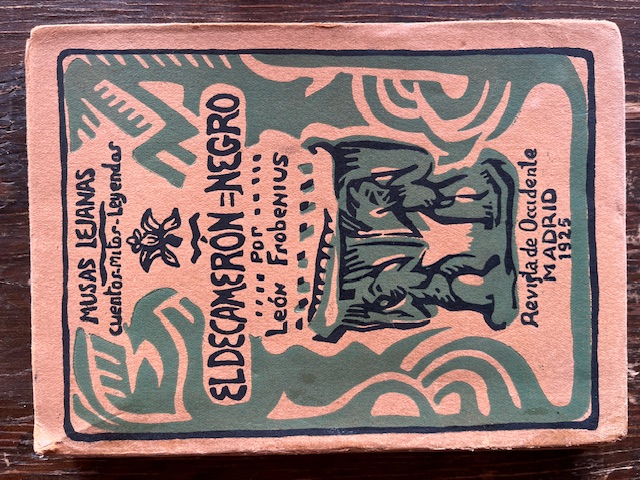 MUSAS LEJANAS
cuentos-Mitos-Leyendas
EL DECAMERÓN=NEGRO
por
León Frobenius
Revista de Occidente
MADRID
1925